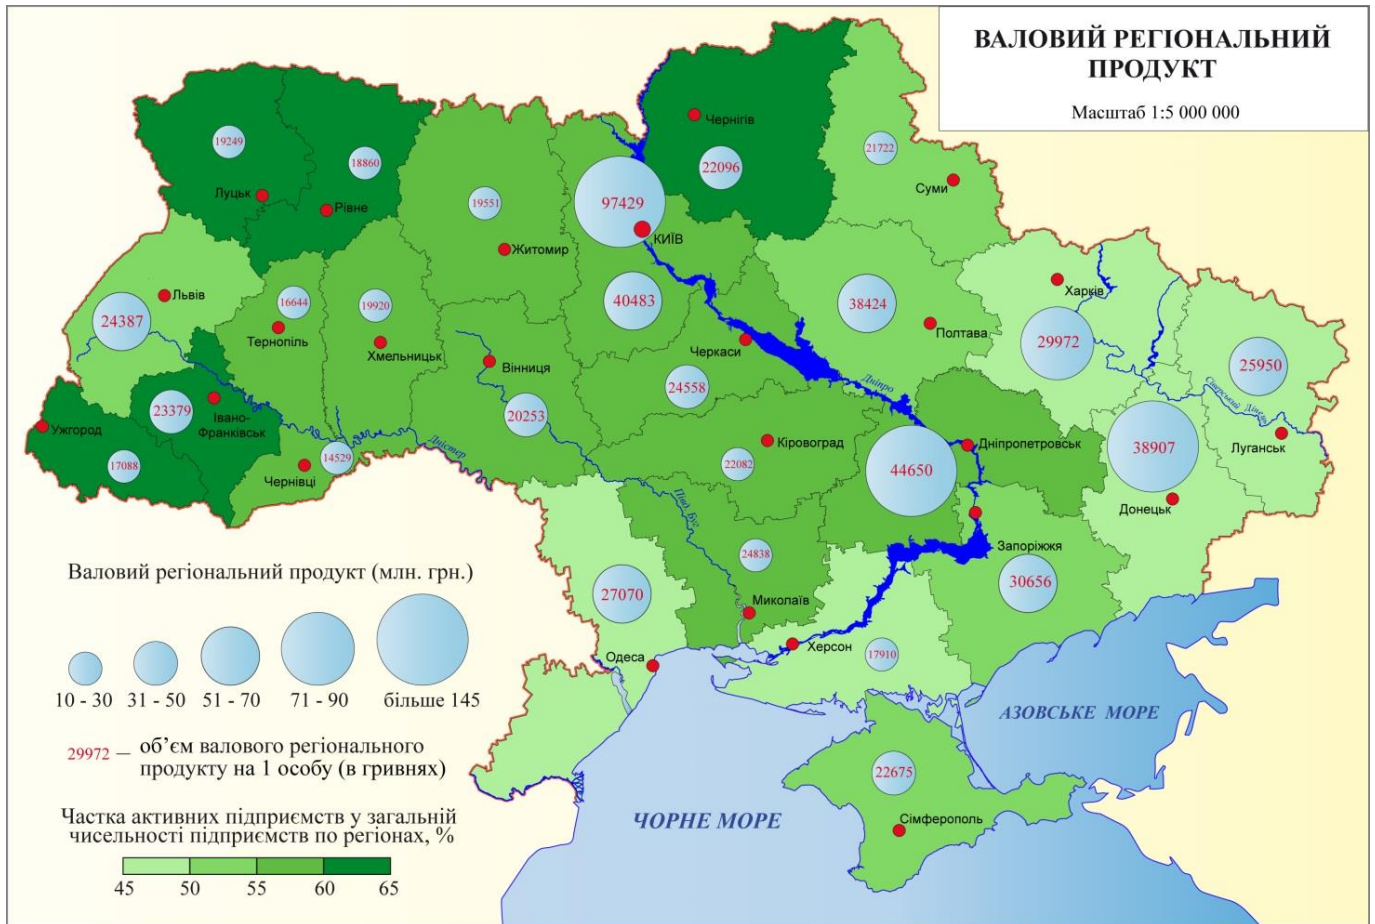 ВАЛОВИЙ РЕГІОНАЛЬНИЙ
ПРОДУКТ
Масштаб 1:5 000 000
Чернігів
22096
21722
Суми
19249
Луцьк
18860
Рівне
19551
Житомир
97429
КИЇВ
40483
38424
Полтава
Харків
29972
25950
Луганськ
Сіверський Донець
Львів
24387
16644
Тернопіль
19920
Хмельницьк
Вінниця
20253
Черкаси
24558
Дніпро
Ужгород
17088
23379
Івано-
Франківськ
14529
Чернівці
Дністер
Кіровоград
22082
44650
Дніпропетровськ
38907
Донецьк
Півд. Буг
24838
Миколаїв
Запоріжжя
30656
27070
Одеса
Херсон
17910
АЗОВСЬКЕ МОРЕ
22675
Сімферополь
ЧОРНЕ МОРЕ
Валовий регіональний продукт (млн. грн.)
10 - 30 31 - 50 51 - 70 71 - 90 більше 145
29972 — об’єм валового регіонального
продукту на 1 особу (в гривнях)
Частка активних підприємств у загальній
чисельності підприємств по регіонах, %
45 50 55 60 65